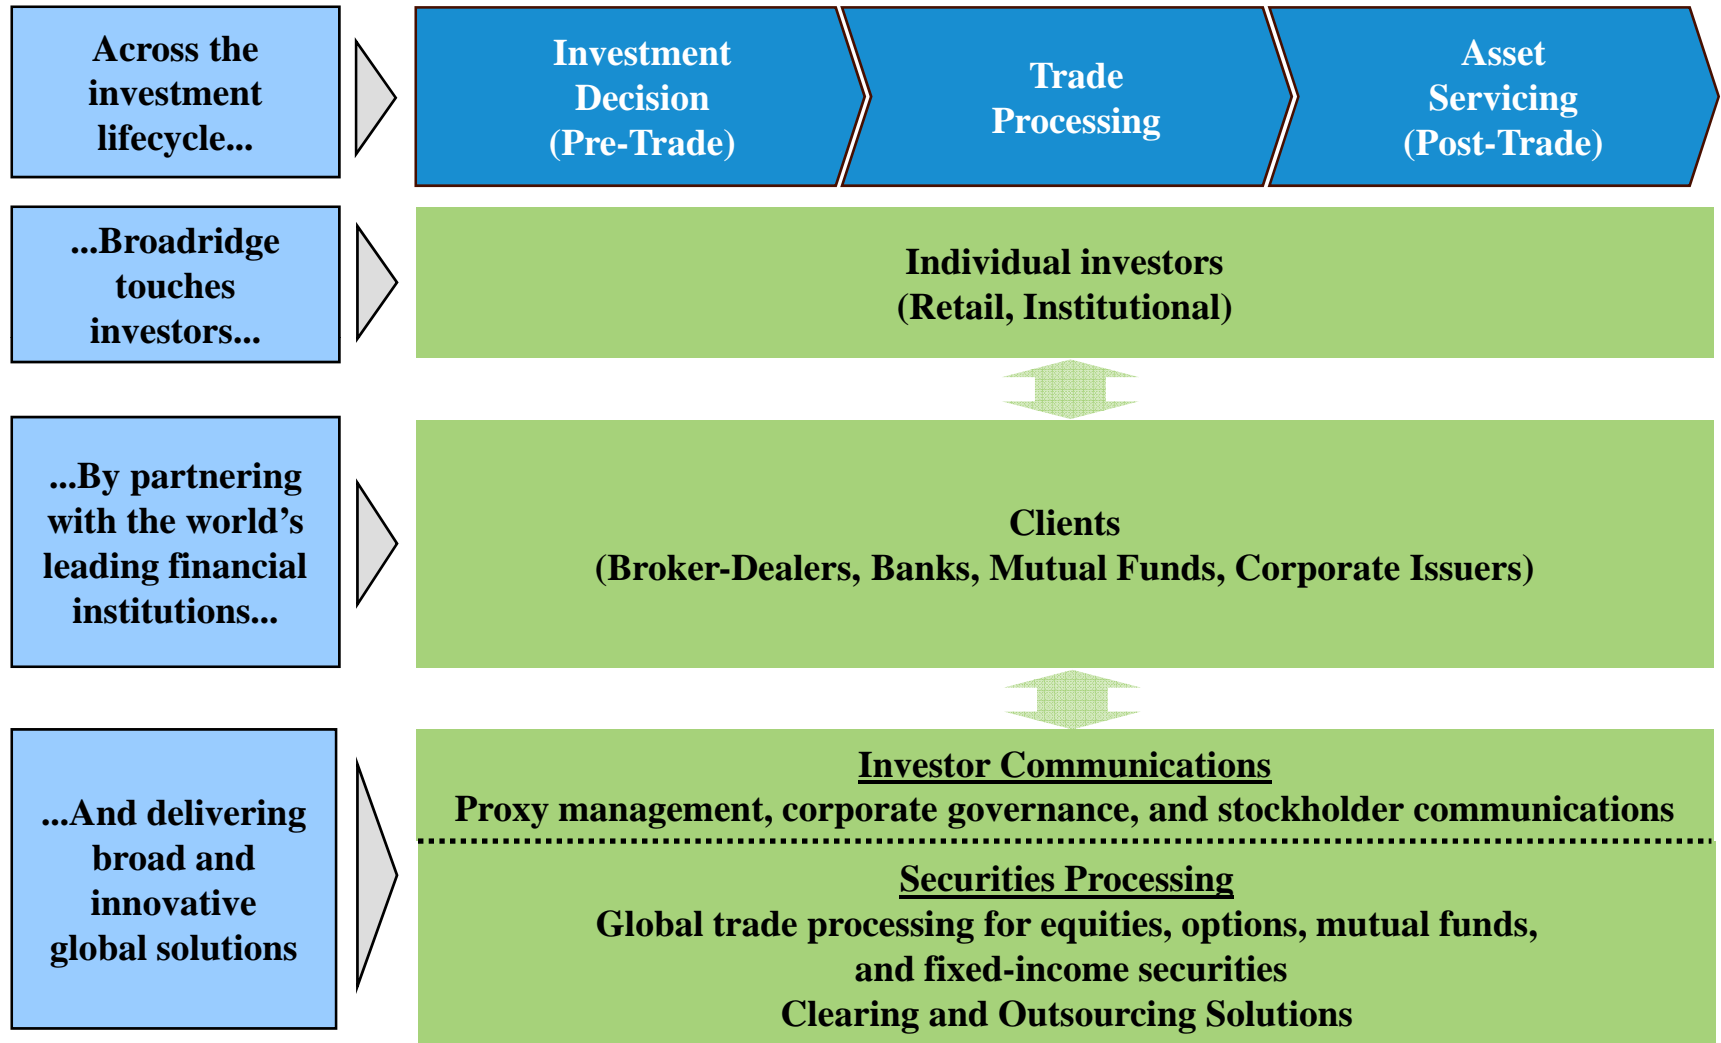 Across the
investment
lifecycle...
Investment
Decision
(Pre-Trade)
Trade
Processing
Asset
Servicing
(Post-Trade)
...Broadridge
touches
investors...
Individual investors
(Retail, Institutional)
...By partnering
with the world’s
leading financial
institutions...
Clients
(Broker-Dealers, Banks, Mutual Funds, Corporate Issuers)
...And delivering
broad and
innovative
global solutions
Investor Communications
Proxy management, corporate governance, and stockholder communications
Securities Processing
Global trade processing for equities, options, mutual funds,
and fixed-income securities
Clearing and Outsourcing Solutions